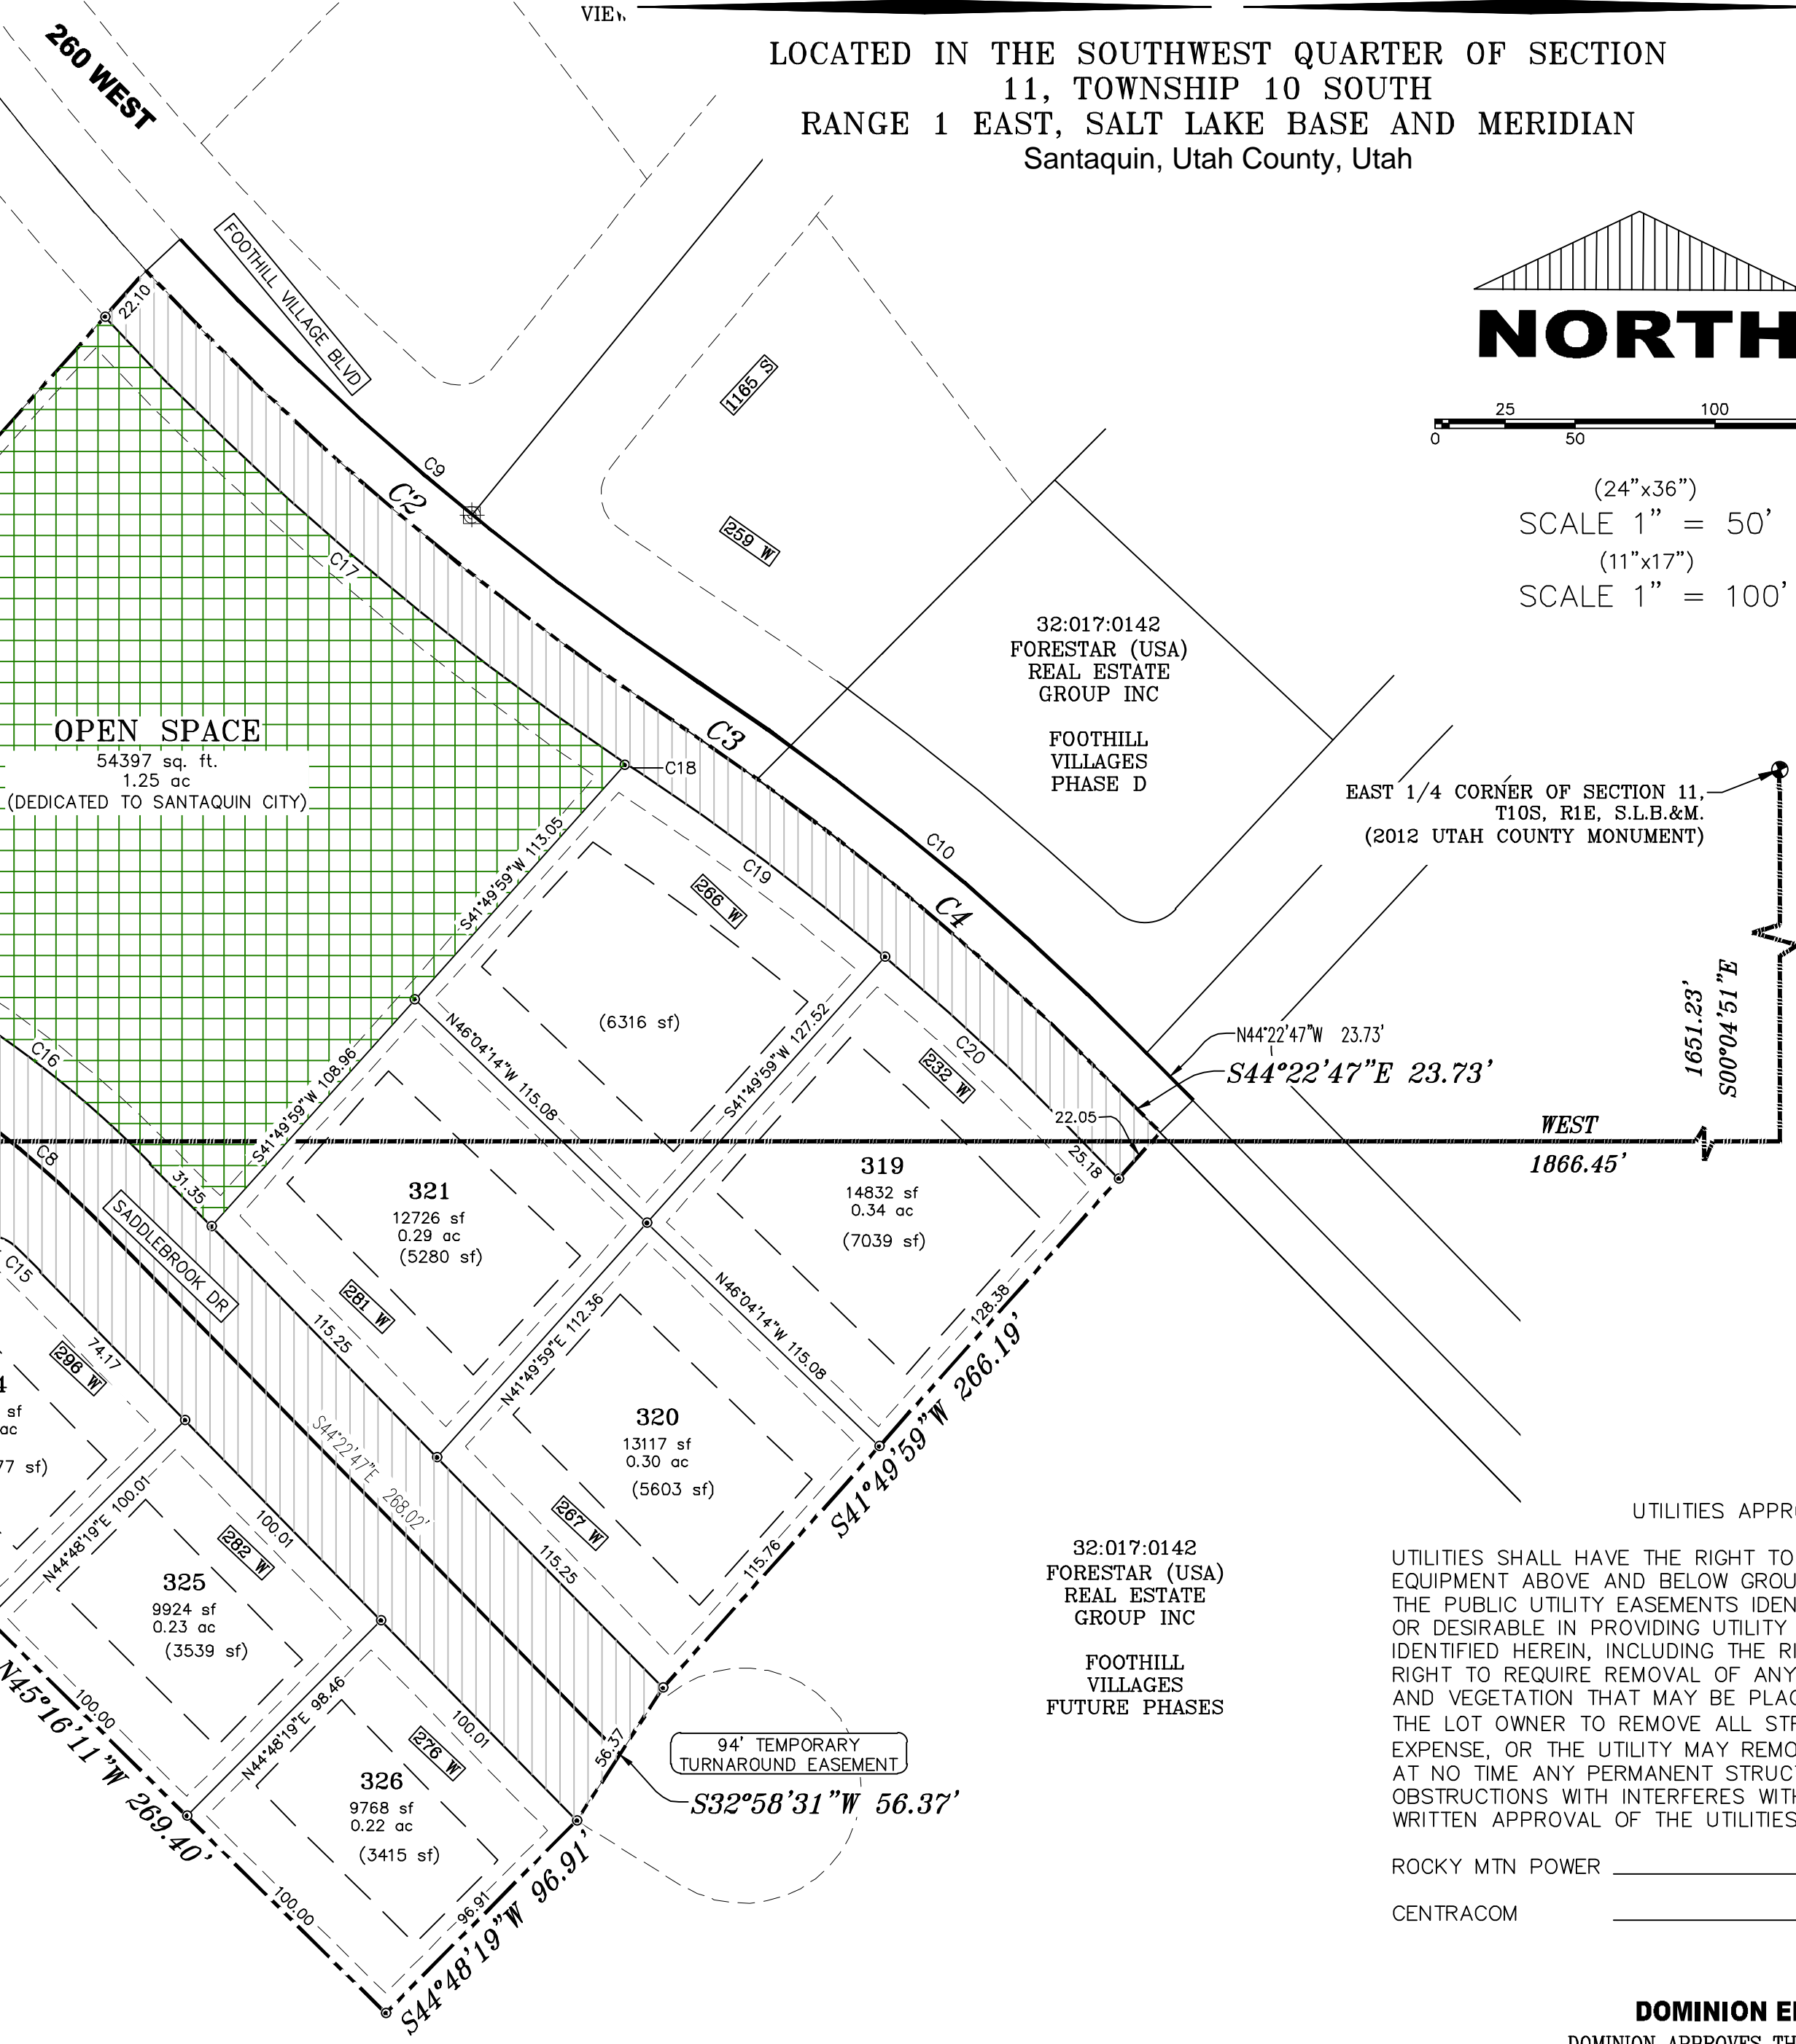 VIEW
LOCATED IN THE SOUTHWEST QUARTER OF SECTION
11, TOWNSHIP 10 SOUTH
RANGE 1 EAST, SALT LAKE BASE AND MERIDIAN
Santaquin, Utah County, Utah
260 WEST
FOOTHILL VILLAGE BLVD
22.10
1165 S
259 W
C9
C2
C17
NORTH
25
100
0
50
(24"x36")
SCALE 1" = 50'
(11"x17")
SCALE 1" = 100'
32:017:0142
FORESTAR (USA)
REAL ESTATE
GROUP INC
FOOTHILL
VILLAGES
PHASE D
OPEN SPACE
54397 sq. ft.
1.25 ac
(DEDICATED TO SANTAQUIN CITY)
C3
C18
EAST 1/4 CORNER OF SECTION 11,
T10S, R1E, S.L.B.&M.
(2012 UTAH COUNTY MONUMENT)
C10
C19
C4
S41°49'59"W 113.05
266 W
(6316 sf)
1651.23'
S00°04'51"E
N44°22'47"W 23.73'
S44°22'47"E 23.73'
WEST
1866.45'
C16
N46°04'14"W 115.08
S41°49'59"W 127.52
C20
232 W
22.05
25.18
S41°49'59"W 108.96
C8
31.35
SADDLEBROOK DR
C15
321
12726 sf
0.29 ac
(5280 sf)
281 W
319
14832 sf
0.34 ac
(7039 sf)
128.38
S41°49'59"W 266.19'
N46°04'14"W 115.08
N41°49'59"E 112.36
115.25
74.17
296 W
4
sf
ac
77 sf)
320
13117 sf
0.30 ac
(5603 sf)
267 W
115.76
115.25
S44°22'47"E 268.02'
N44°48'19"E 100.01
100.01
282 W
325
9924 sf
0.23 ac
(3539 sf)
N45°16'11"W 269.40'
100.00
N44°48'19"E 98.46
100.01
276 W
326
9768 sf
0.22 ac
(3415 sf)
100.00
96.91
S44°48'19"W 96.91'
56.37
94' TEMPORARY
TURNAROUND EASEMENT
S32°58'31"W 56.37'
32:017:0142
FORESTAR (USA)
REAL ESTATE
GROUP INC
FOOTHILL
VILLAGES
FUTURE PHASES
UTILITIES APPRO
UTILITIES SHALL HAVE THE RIGHT TO
EQUIPMENT ABOVE AND BELOW GROU
THE PUBLIC UTILITY EASEMENTS IDEN
OR DESIRABLE IN PROVIDING UTILITY
IDENTIFIED HEREIN, INCLUDING THE RI
RIGHT TO REQUIRE REMOVAL OF ANY
AND VEGETATION THAT MAY BE PLAC
THE LOT OWNER TO REMOVE ALL STR
EXPENSE, OR THE UTILITY MAY REMO
AT NO TIME ANY PERMANENT STRUCT
OBSTRUCTIONS WITH INTERFERES WITH
WRITTEN APPROVAL OF THE UTILITIES
ROCKY MTN POWER
CENTRACOM
DOMINION E
DOMINION APPROVES TH